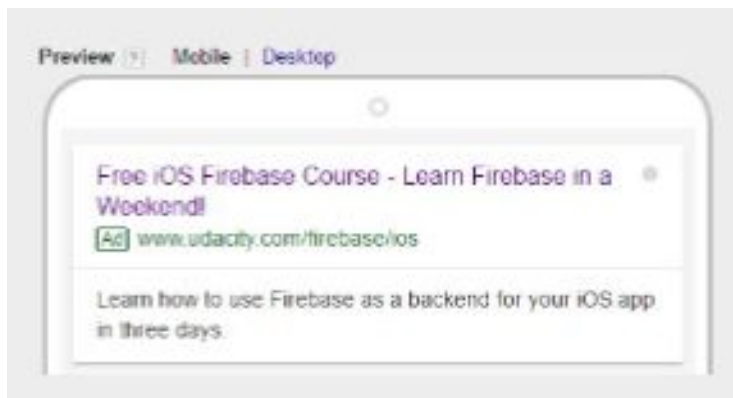 Preview [?] Mobile | Desktop
Free iOS Firebase Course - Learn Firebase in a
Weekend!
Ad www.udacity.com/firebase/ios
Learn how to use Firebase as a backend for your iOS app
in three days.